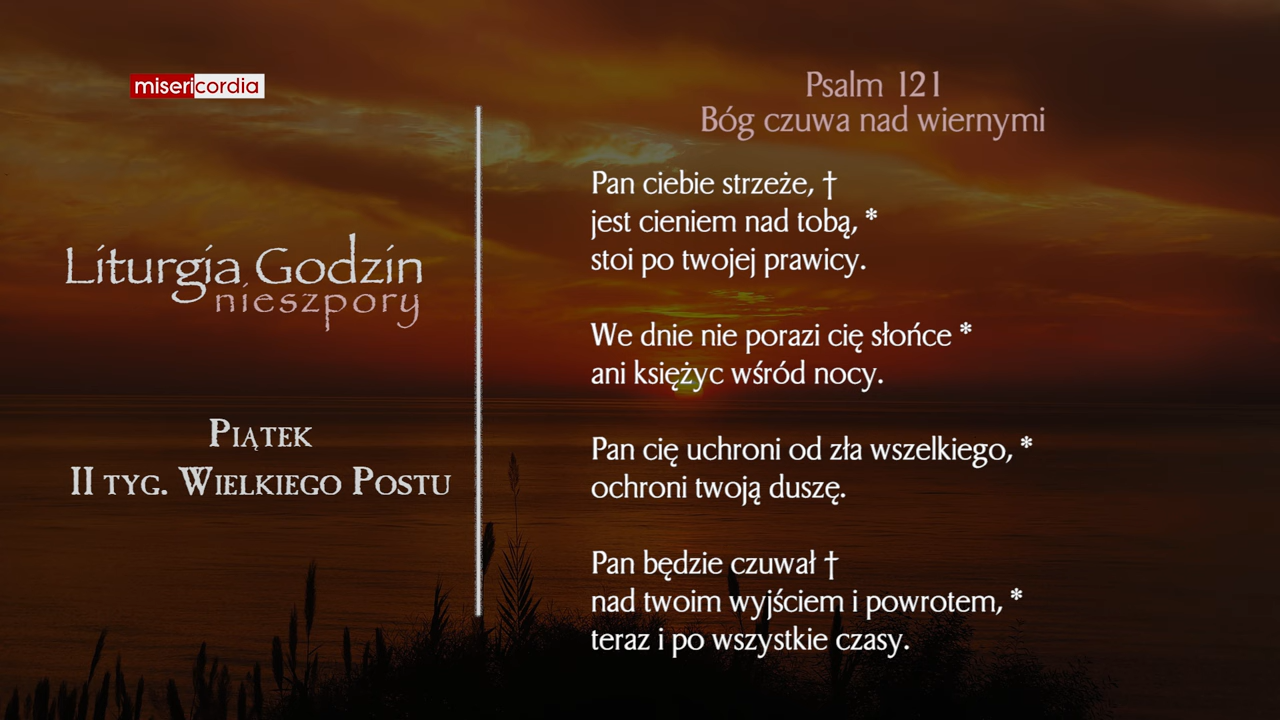 misericordia
Liturgia Godzin
nieszpory
Piątek
II tyg. Wielkiego Postu
Psalm 121
Bóg czuwa nad wiernymi
Pan ciebie strzeże, †
jest cieniem nad tobą, *
stoi po twojej prawicy.
We dnie nie porazi cię słońce *
ani księżyc wśród nocy.
Pan cię uchroni od zła wszelkiego, *
ochroni twoją duszę.
Pan będzie czuwał †
nad twoim wyjściem i powrotem, *
teraz i po wszystkie czasy.